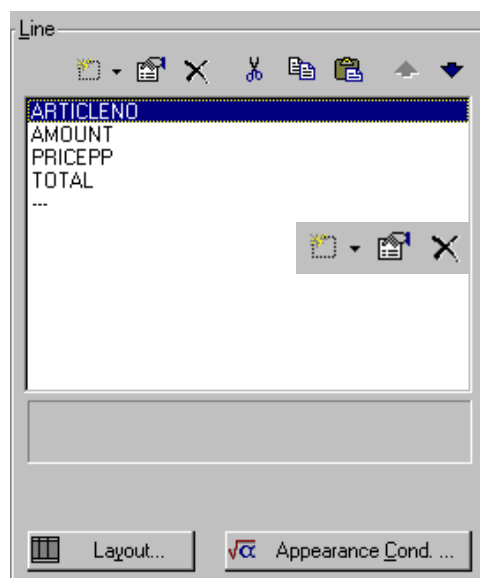 Line
ARTICLENO
AMOUNT
PRICEPP
TOTAL
---
Layout...
√α Appearance Cond. ...